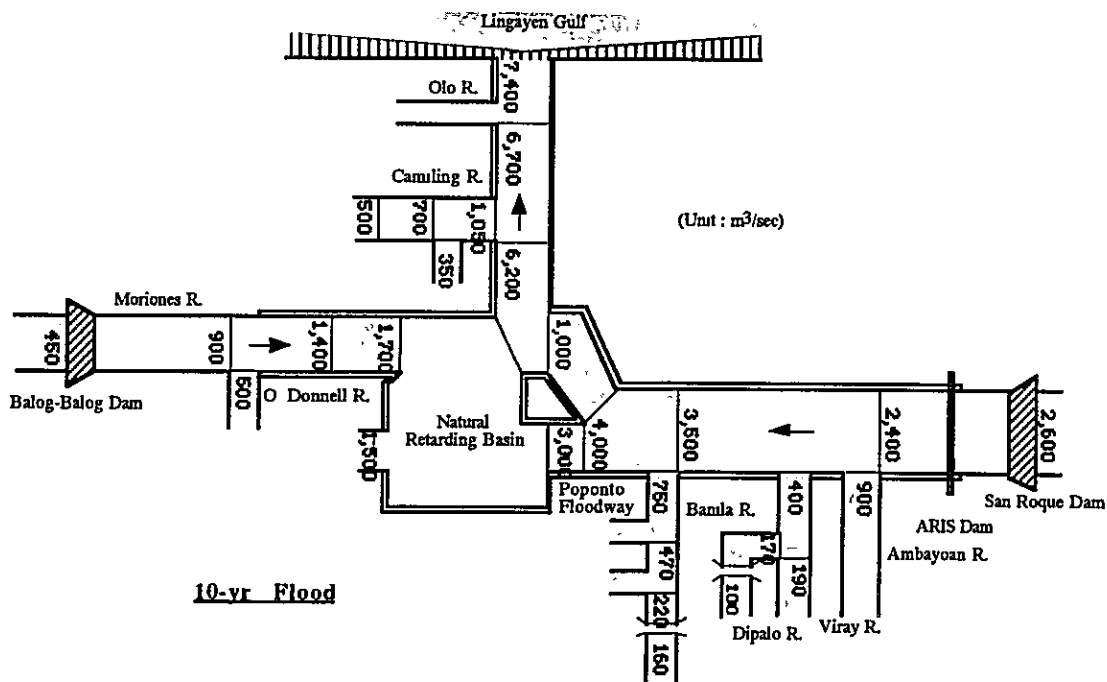 Lingayen Gulf
7,400
Olo R.
6,700
Camiling R.
500
700
1,050
350
(Unit : m3/sec)
6,200
Moriones R.
450
900
1,400
1,700
1,000
500
O Donnell R.
Balog-Balog Dam
Natural
Retarding Basin
1,500
3,000
4,000
3,500
2,400
2,600
Poponto
Floodway
750
Banila R.
400
900
San Roque Dam
ARIS Dam
Ambayoan R.
470
170
190
10-yr Flood
220
100
Dipalo R.
Viray R.
160